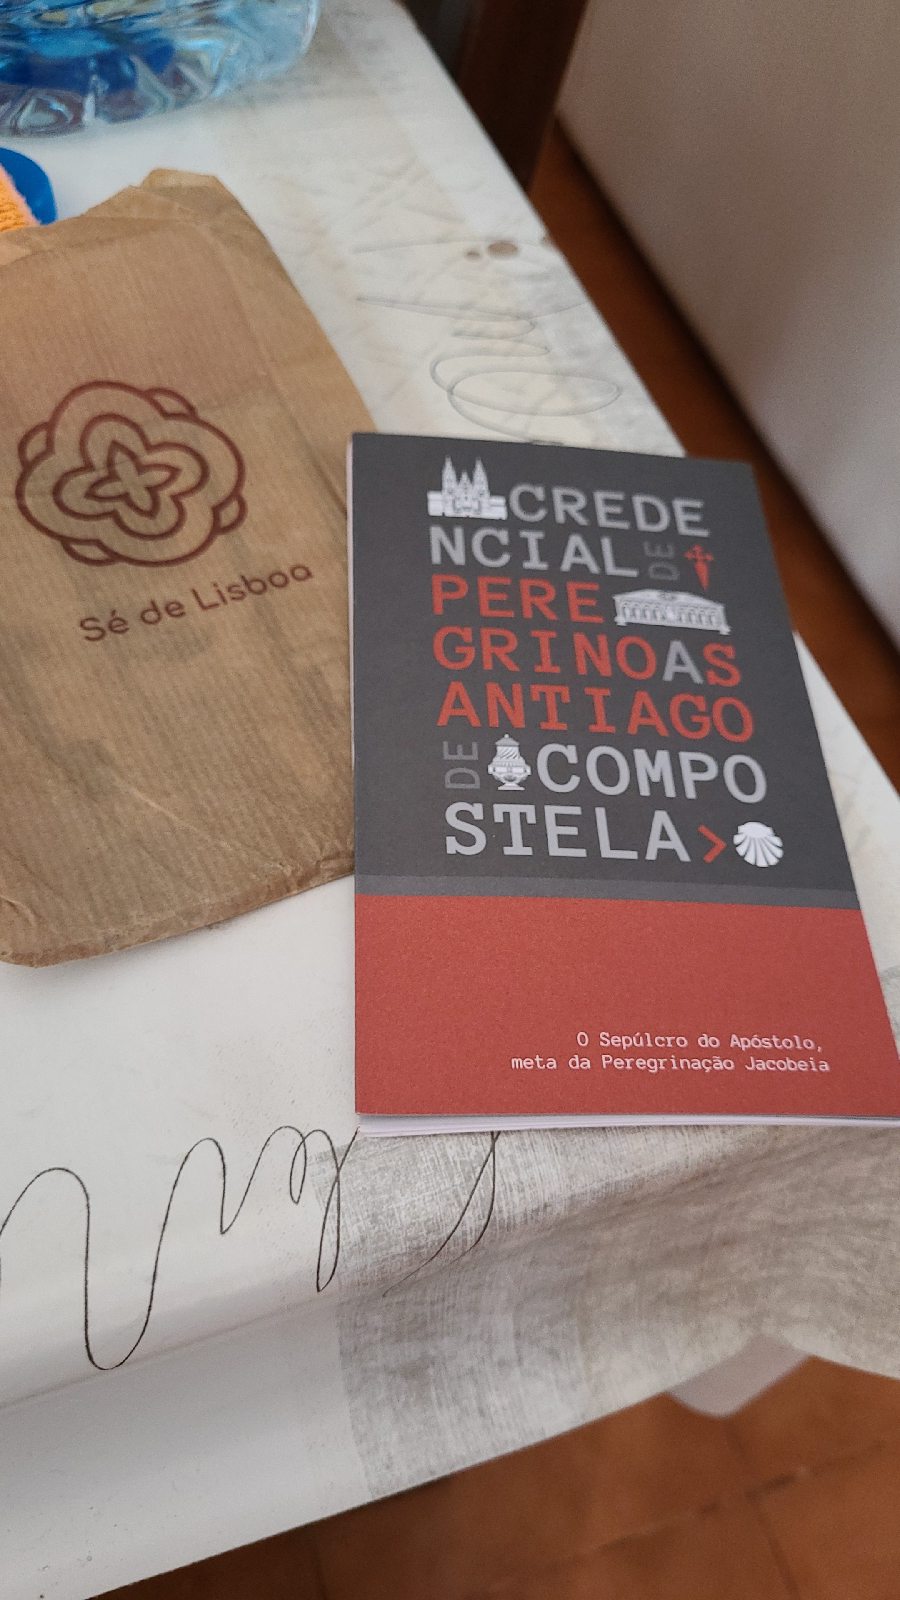 Sé de Lisboa
CREDE
NCIAL DE
PERE
GRINOAS
ANTIAGO
DE COMPO
STELA>
O Sepúlcro do Apóstolo,
meta da Peregrinação Jacobeia